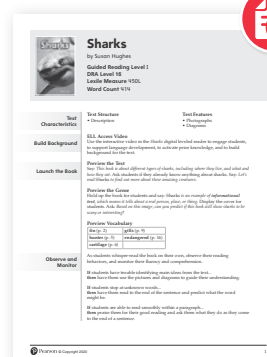 Sharks
Sharks
by Susan Hughes
Guided Reading Level I
DRA Level 16
Lexile Measure 450L
Word Count 414
Text Characteristics
Text Structure
• Description
Text Features
• Photographs
• Diagrams
Build Background
ELL Access Video
Use the interactive video in the Sharks digital leveled reader to engage students,
to support language development, to activate prior knowledge, and to build
background for the text.
Launch the Book
Preview the Text
Say: This book is about different types of sharks, including where they live, and what and
how they eat. Ask students if they already know anything about sharks. Say: Let's
read Sharks to find out more about these amazing creatures.
Preview the Genre
Hold up the book for students and say: Sharks is an example of informational
text, which means it tells about a real person, place, or thing. Display the cover for
students. Ask: Based on this image, can you predict if this book will show sharks to be
scary or interesting?
Preview Vocabulary
fin (p. 2)
gills (p. 9)
hunter (p. 5)
endangered (p. 16)
cartilage (p. 6)
Observe and Monitor
As students whisper-read the book on their own, observe their reading
behaviors, and monitor their fluency and comprehension.
If students have trouble identifying main ideas from the text...
then have them use the pictures and diagrams to guide their understanding.
If students stop at unknown words...
then have them read to the end of the sentence and predict what the word
might be.
If students are able to read smoothly within a paragraph...
then praise them for their good reading and ask them what they do as they come
to the end of a sentence.
Pearson © Copyright 2020
1